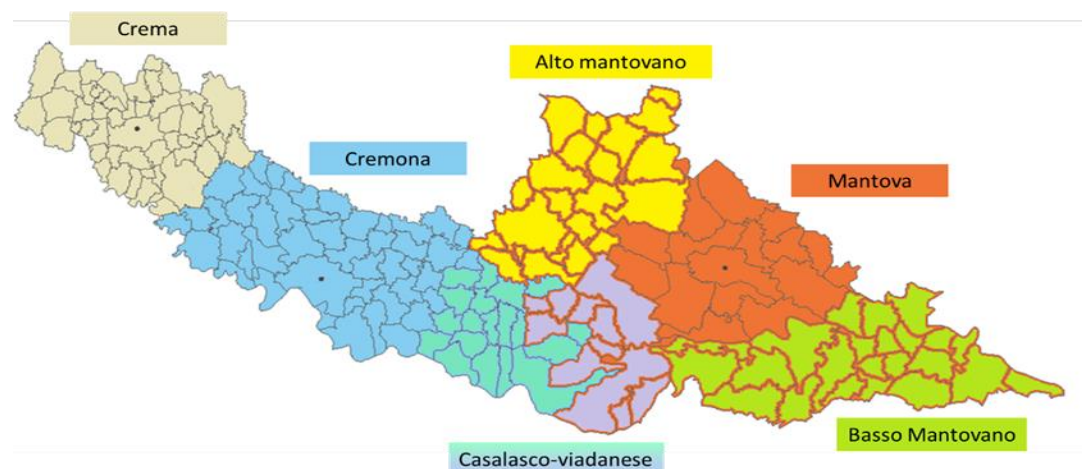 Crema
Alto mantovano
Cremona
Mantova
Basso Mantovano
Casalasco-viadanese